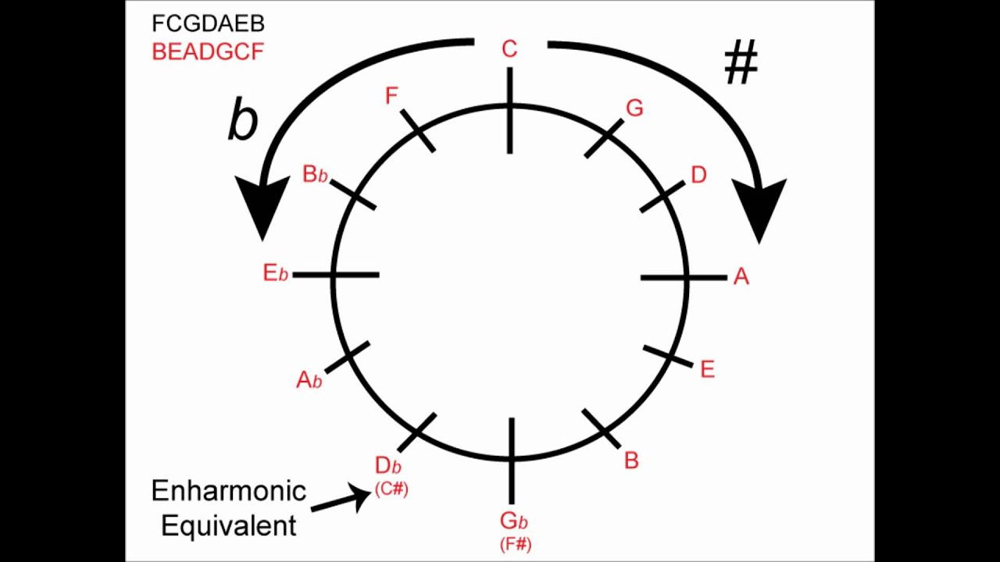 FCGDAEB
BEADGCF
b
#
C
G
D
A
E
B
Gb
(F#)
Db
(C#)
Ab
Eb
Bb
F
Enharmonic
Equivalent